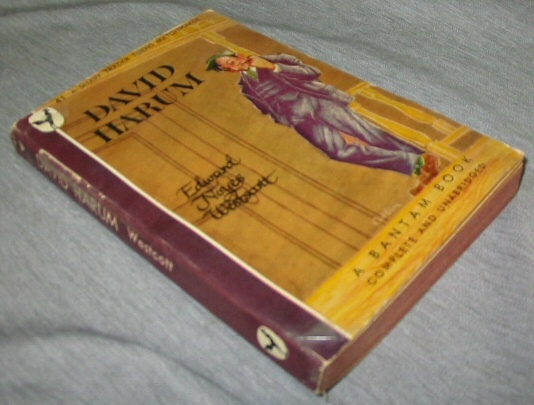 DAVID
HARUM
Edward
Noyes
Westcott
A BANTAM BOOK
COMPLETE AND UNABRIDGED
DAVID HARUM Westcott